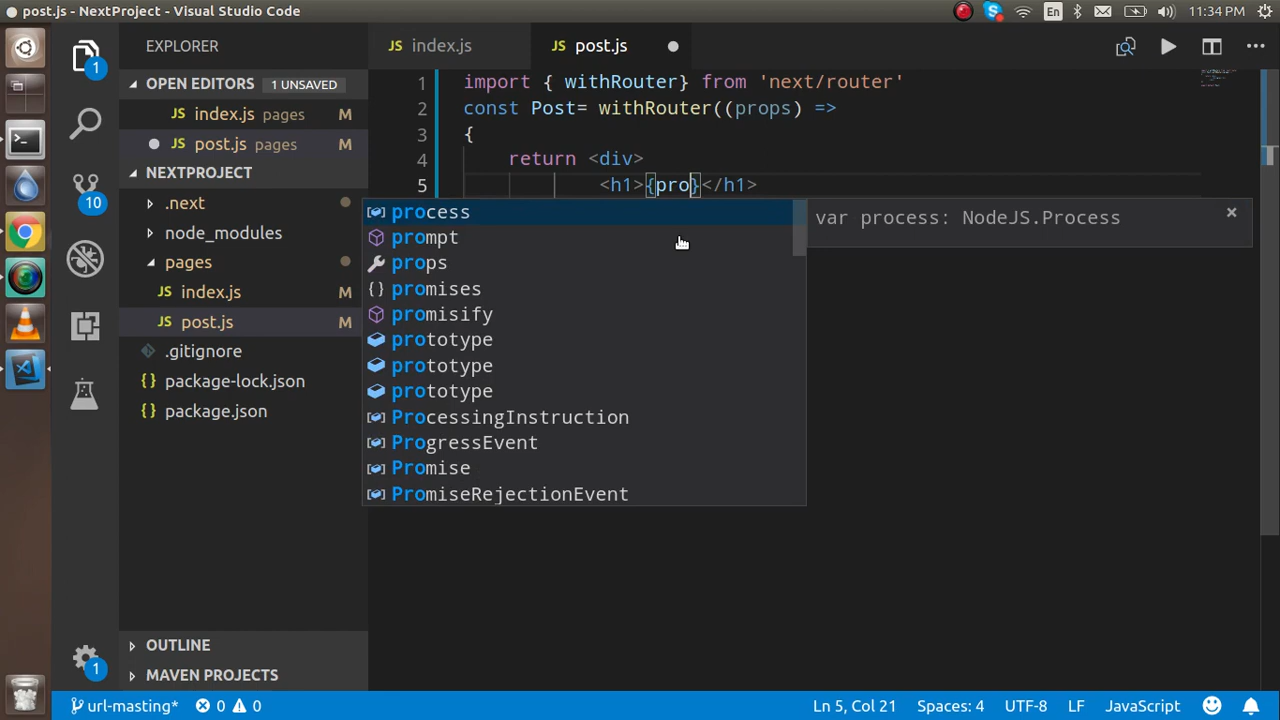 post.js - NextProject - Visual Studio Code
En
11:34 PM
EXPLORER
index.js
post.js
OPEN EDITORS
1 UNSAVED
JS index.js pages M
JS post.js pages M
NEXTPROJECT
.next
node_modules
pages
JS index.js M
JS post.js M
.gitignore
{} package-lock.json
{} package.json
OUTLINE
MAVEN PROJECTS
1
10
1
JS
JS
1 import { withRouter} from 'next/router'
2 const Post= withRouter((props) =>
3 {
4 return <div>
5 <h1>{pro}</h1>
process
prompt
props
{} promises
promisify
prototype
prototype
prototype
ProcessingInstruction
ProgressEvent
Promise
PromiseRejectionEvent
var process: NodeJS.Process
url-masting*
0 0
Ln 5, Col 21
Spaces: 4
UTF-8
LF
JavaScript